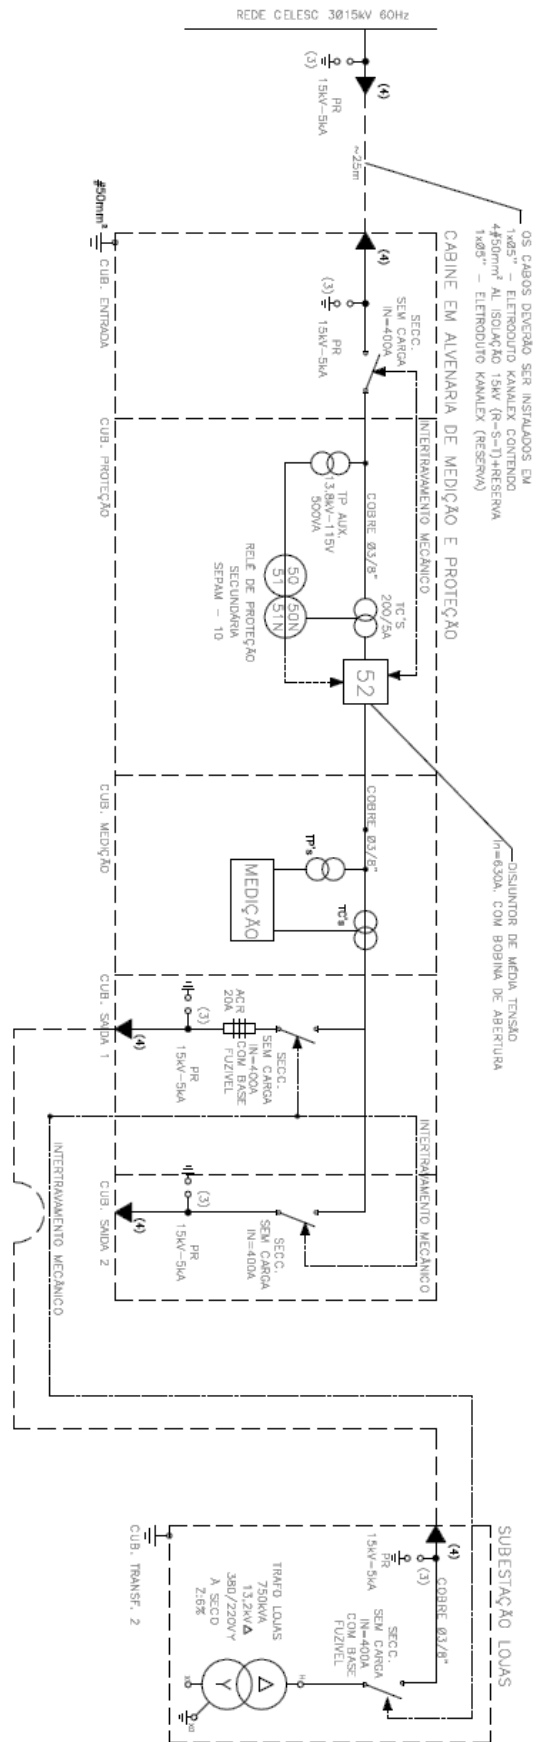 REDE CELESC 3Ø15kV 60Hz
(4)
(3)
PR
15kV-5kA
~25m
OS CABOS DEVERÃO SER INSTALADOS EM
1xØ5" - ELETRODUTO KANALEX CONTENDO
4#50mm² AL ISOLAÇÃO 15kV (R-S-T)+RESERVA
1xØ5" - ELETRODUTO KANALEX (RESERVA)
CABINE EM ALVENARIA DE MEDIÇÃO E PROTEÇÃO
#50mm²
CUB. ENTRADA
(4)
(3)
PR
15kV-5kA
SECC.
SEM CARGA
IN=400A
INTERTRAVAMENTO MECÂNICO
CUB. PROTEÇÃO
TP AUX.
13,8kV-115V
500VA
COBRE Ø3/8"
TC'S
200/5A
50
51
50N
51N
RELÉ DE PROTEÇÃO
SECUNDÁRIA
SEPAM - 10
52
DISJUNTOR DE MÉDIA TENSÃO
In=630A, COM BOBINA DE ABERTURA
CUB. MEDIÇÃO
COBRE Ø3/8"
TP's
TC's
MEDIÇÃO
CUB. SAIDA 1
(4)
(3)
PR
15kV-5kA
ACR
20A
SECC.
SEM CARGA
IN=400A
COM BASE
FUZIVEL
INTERTRAVAMENTO MECÂNICO
CUB. SAIDA 2
(4)
(3)
PR
15kV-5kA
SECC.
SEM CARGA
IN=400A
INTERTRAVAMENTO MECÂNICO
SUBESTAÇÃO LOJAS
CUB. TRANSF. 2
(4)
(3)
PR
15kV-5kA
COBRE Ø3/8"
SECC.
SEM CARGA
IN=400A
COM BASE
FUZIVEL
TRAFO LOJAS
750kVA
13,2kVΔ
380/220VY
A SECO
Z:6%
Δ
Y
H
X
X0